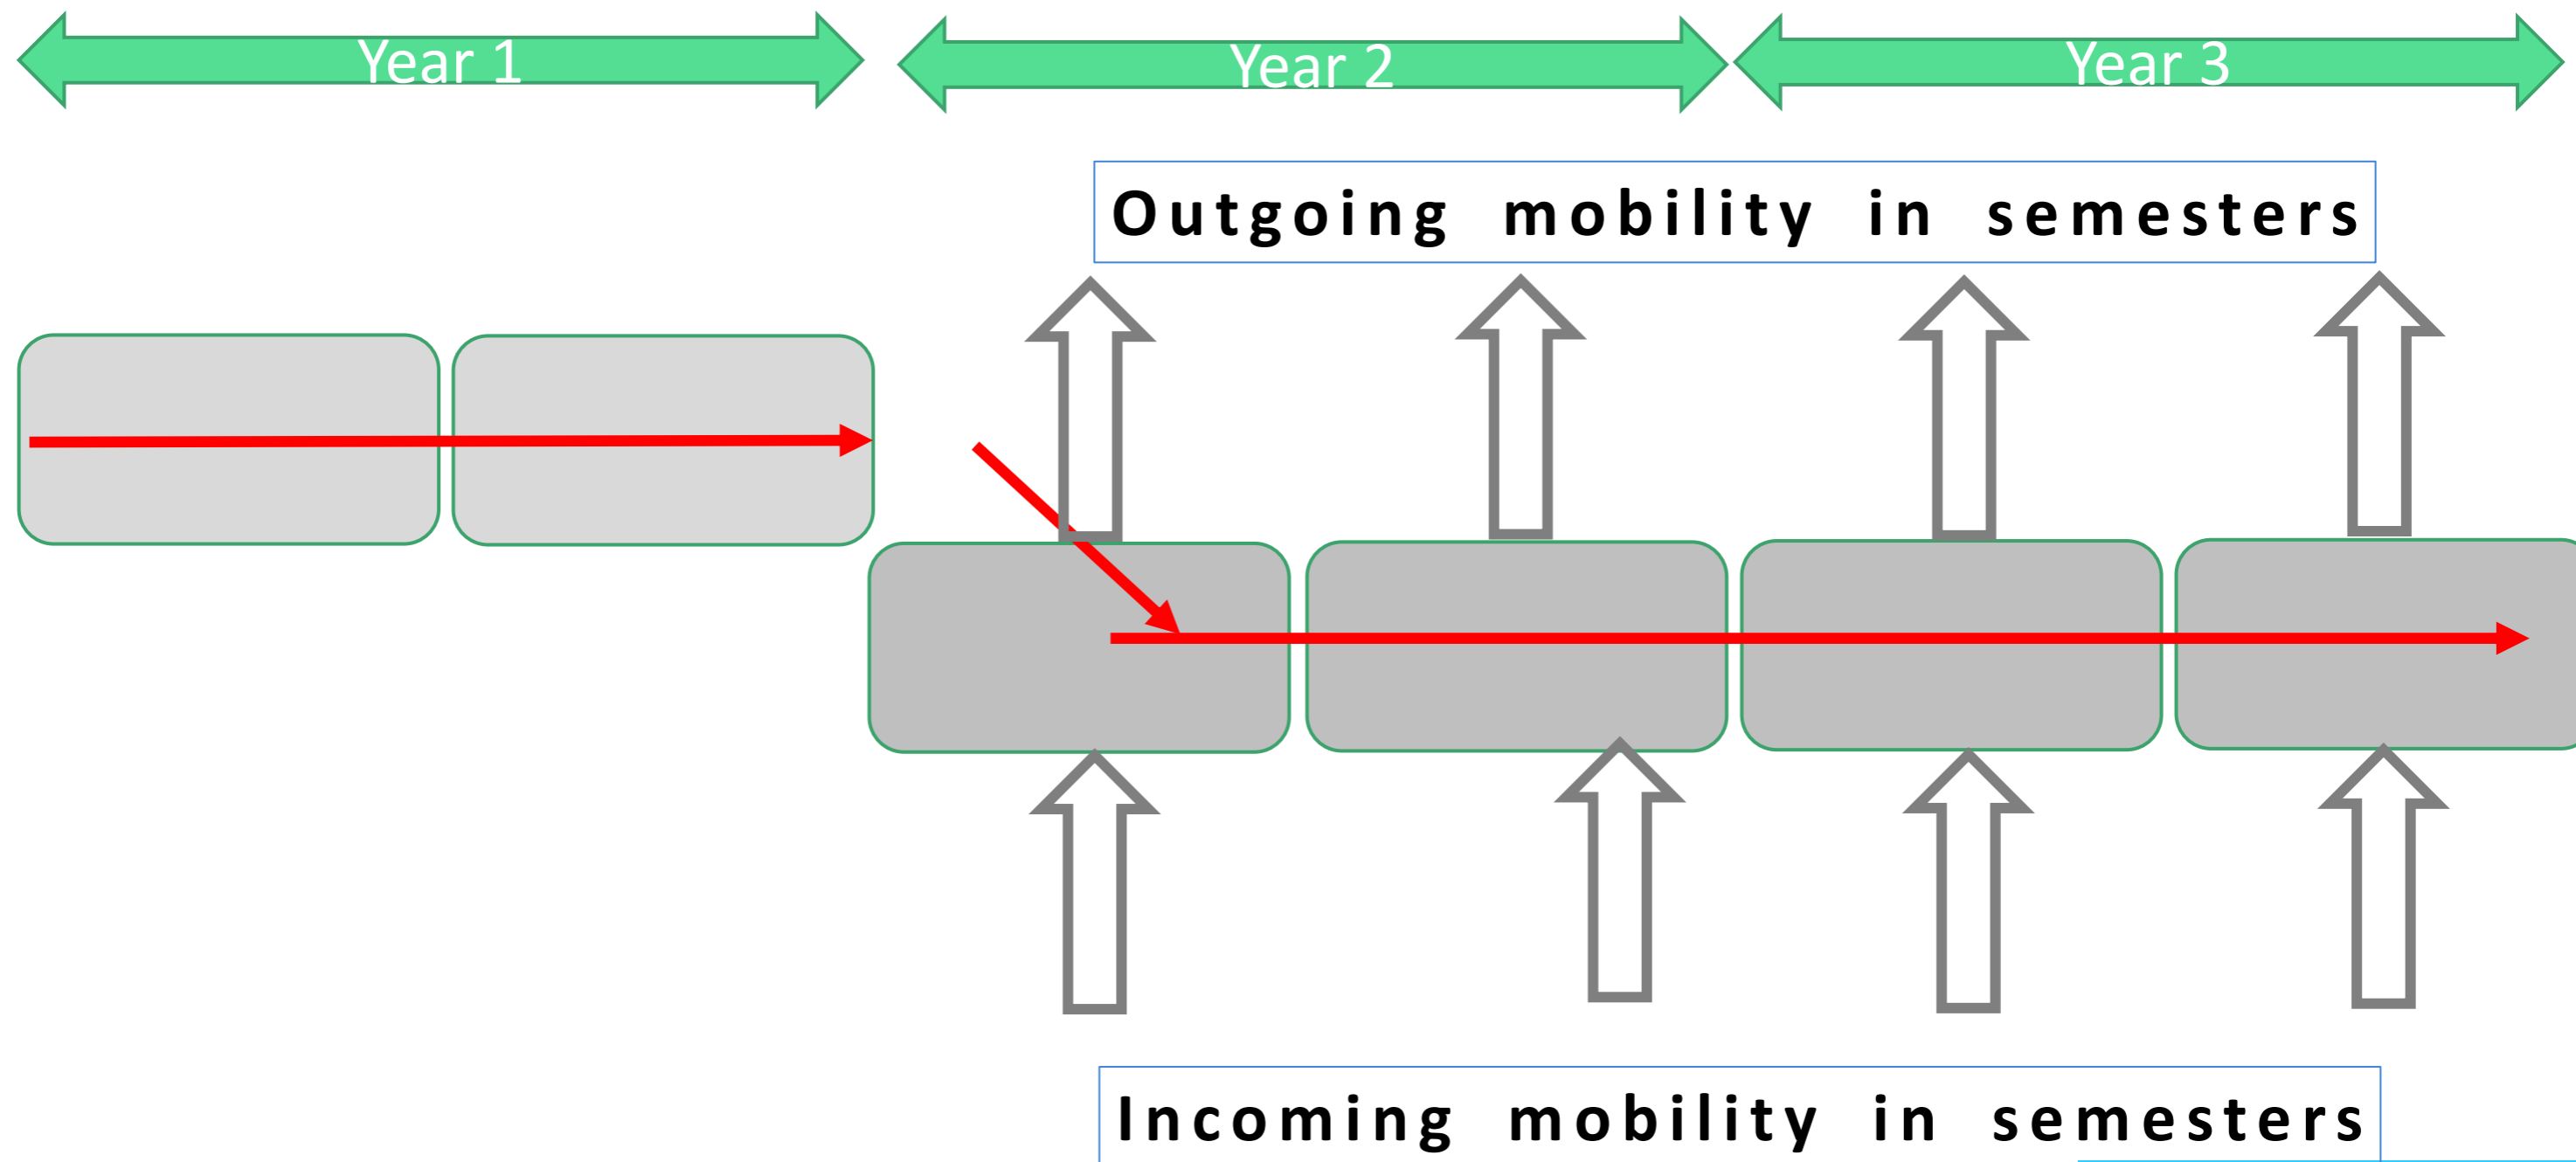 Year 1
Year 2
Year 3
Outgoing mobility in semesters
Incoming mobility in semesters